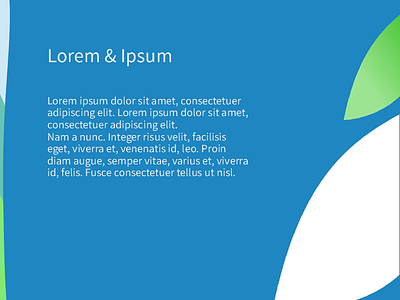 Lorem & Ipsum
Lorem ipsum dolor sit amet, consectetuer
adipiscing elit. Lorem ipsum dolor sit amet,
consectetuer adipiscing elit.
Nam a nunc. Integer risus velit, facilisis
eget, viverra et, venenatis id, leo. Proin
diam augue, semper vitae, varius et, viverra
id, felis. Fusce consectetuer tellus ut nisl.